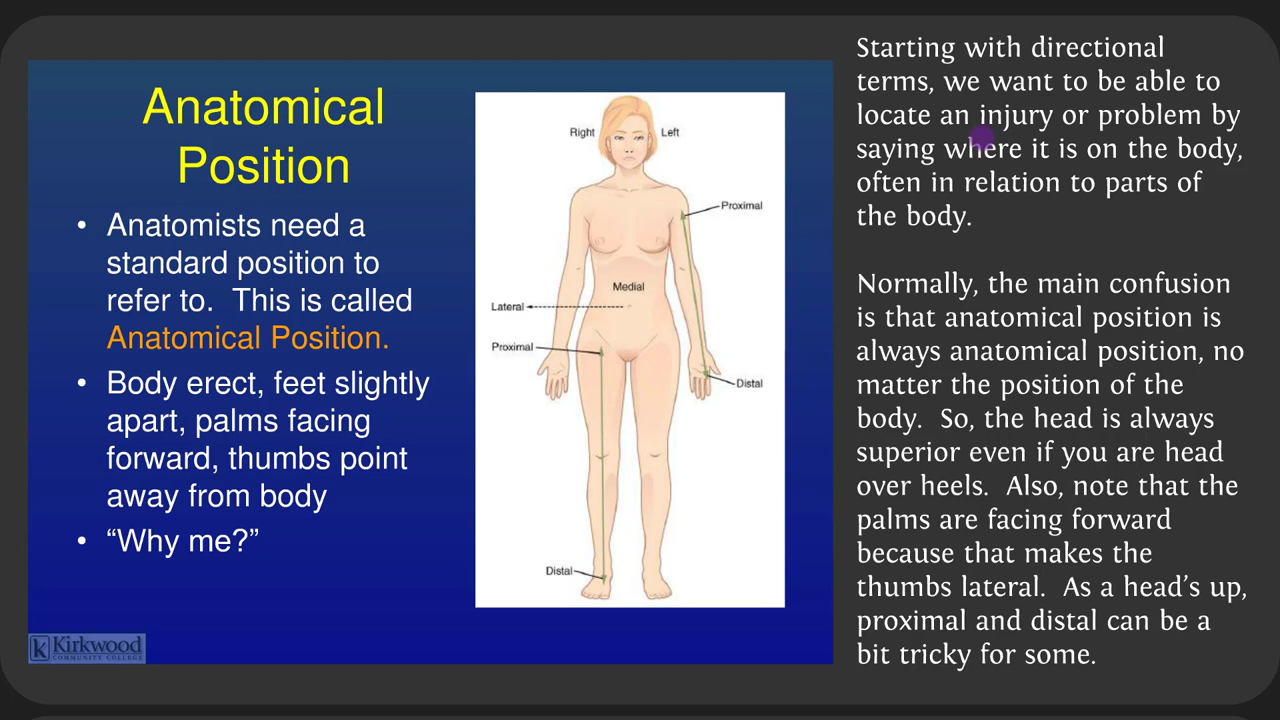 Anatomical
Position
• Anatomists need a
standard position to
refer to.  This is called
Anatomical Position.
• Body erect, feet slightly
apart, palms facing
forward, thumbs point
away from body
• “Why me?”
Right
Left
Proximal
Medial
Lateral
Proximal
Distal
Distal
Kirkwood
COMMUNITY COLLEGE
Starting with directional
terms, we want to be able to
locate an injury or problem by
saying where it is on the body,
often in relation to parts of
the body.
Normally, the main confusion
is that anatomical position is
always anatomical position, no
matter the position of the
body.  So, the head is always
superior even if you are head
over heels.  Also, note that the
palms are facing forward
because that makes the
thumbs lateral.  As a head’s up,
proximal and distal can be a
bit tricky for some.